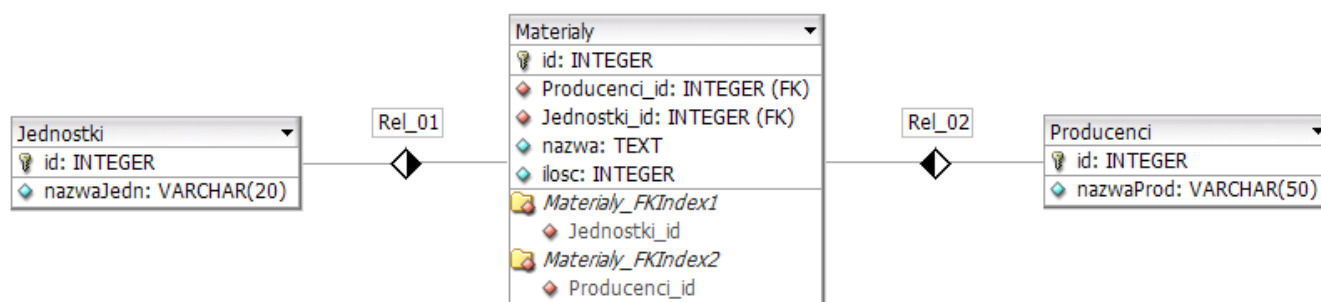 Jednostki
id: INTEGER
nazwaJedn: VARCHAR(20)
Rel_01
Materialy
id: INTEGER
Producenci_id: INTEGER (FK)
Jednostki_id: INTEGER (FK)
nazwa: TEXT
ilosc: INTEGER
Materialy_FKIndex1
Jednostki_id
Materialy_FKIndex2
Producenci_id
Rel_02
Producenci
id: INTEGER
nazwaProd: VARCHAR(50)